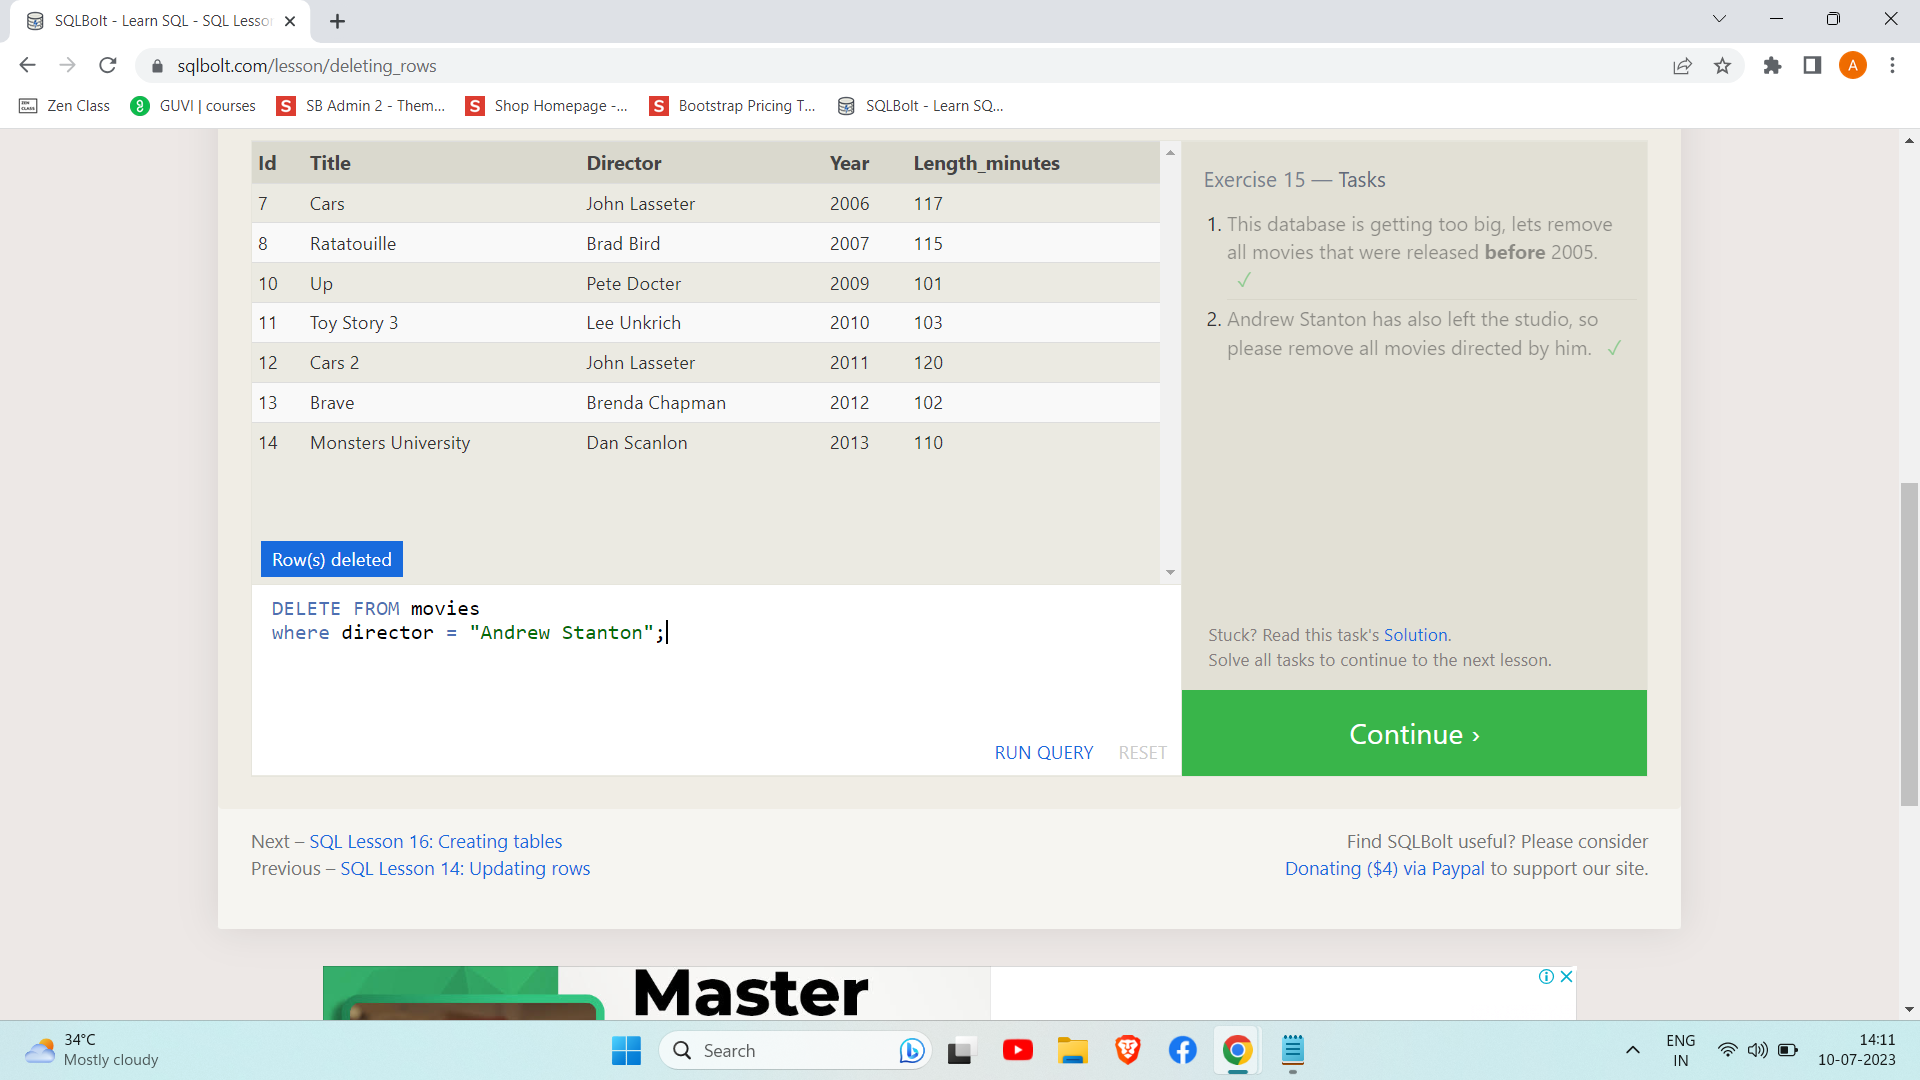 SQLBolt - Learn SQL - SQL Lesso
sqlbolt.com/lesson/deleting_rows
A
Zen Class
GUVI | courses
S SB Admin 2 - Them...
S Shop Homepage -...
S Bootstrap Pricing T...
SQLBolt - Learn SQ...
Id Title Director Year Length_minutes
7 Cars John Lasseter 2006 117
8 Ratatouille Brad Bird 2007 115
10 Up Pete Docter 2009 101
11 Toy Story 3 Lee Unkrich 2010 103
12 Cars 2 John Lasseter 2011 120
13 Brave Brenda Chapman 2012 102
14 Monsters University Dan Scanlon 2013 110
Row(s) deleted
DELETE FROM movies
where director = "Andrew Stanton";
RUN QUERY RESET
Exercise 15 — Tasks
1. This database is getting too big, lets remove
all movies that were released before 2005.
✓
2. Andrew Stanton has also left the studio, so
please remove all movies directed by him. ✓
Stuck? Read this task's Solution.
Solve all tasks to continue to the next lesson.
Continue ›
Next – SQL Lesson 16: Creating tables
Previous – SQL Lesson 14: Updating rows
Find SQLBolt useful? Please consider
Donating ($4) via Paypal to support our site.
Master
34°C
Mostly cloudy
Search
ENG
IN
14:11
10-07-2023